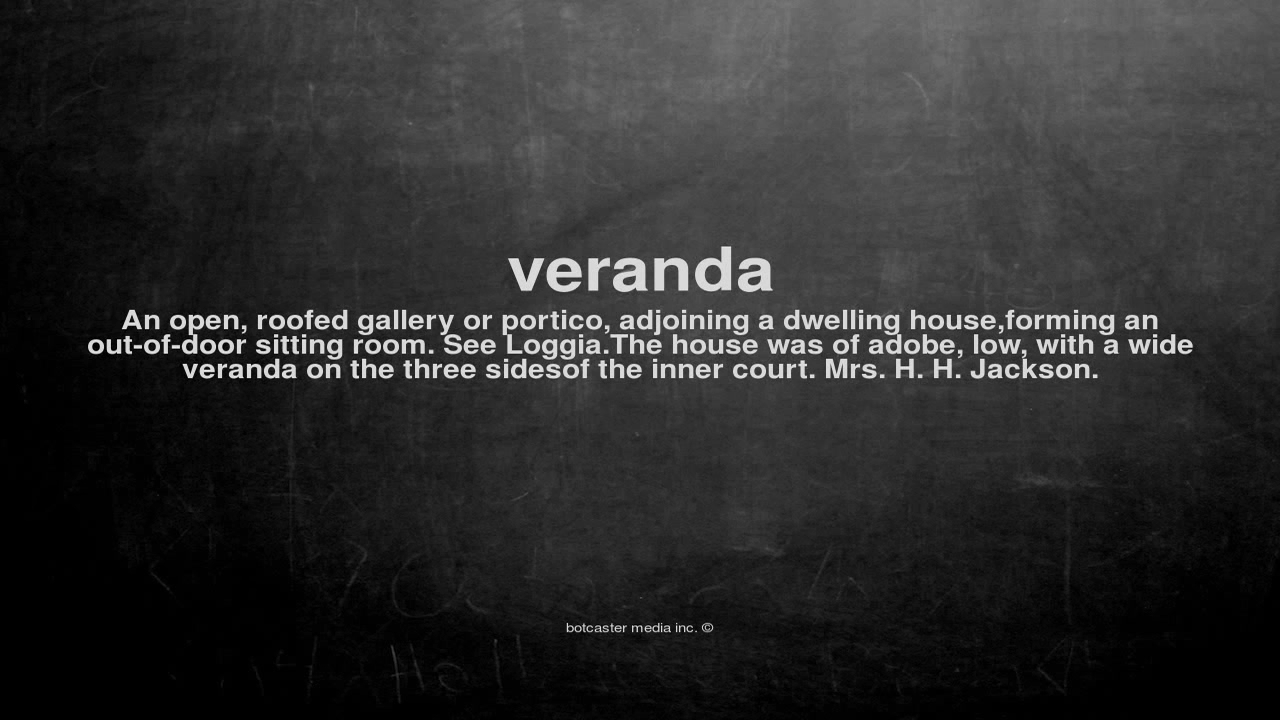 veranda
An open, roofed gallery or portico, adjoining a dwelling house,forming an
out-of-door sitting room. See Loggia.The house was of adobe, low, with a wide
veranda on the three sidesof the inner court. Mrs. H. H. Jackson.
botcaster media inc. ©